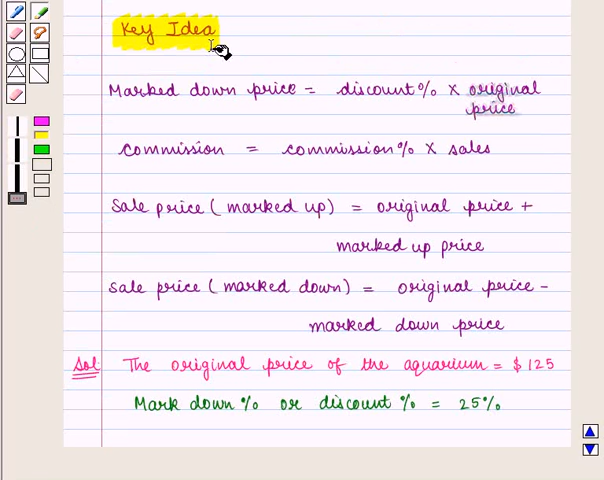 Key Idea
Marked down price = discount% × original
price
commission = commission% × sales
Sale price (marked up) = original price +
marked up price
Sale price (marked down) = original price -
marked down price
Sol The original price of the aquarium = $125
Mark down % or discount % = 25%